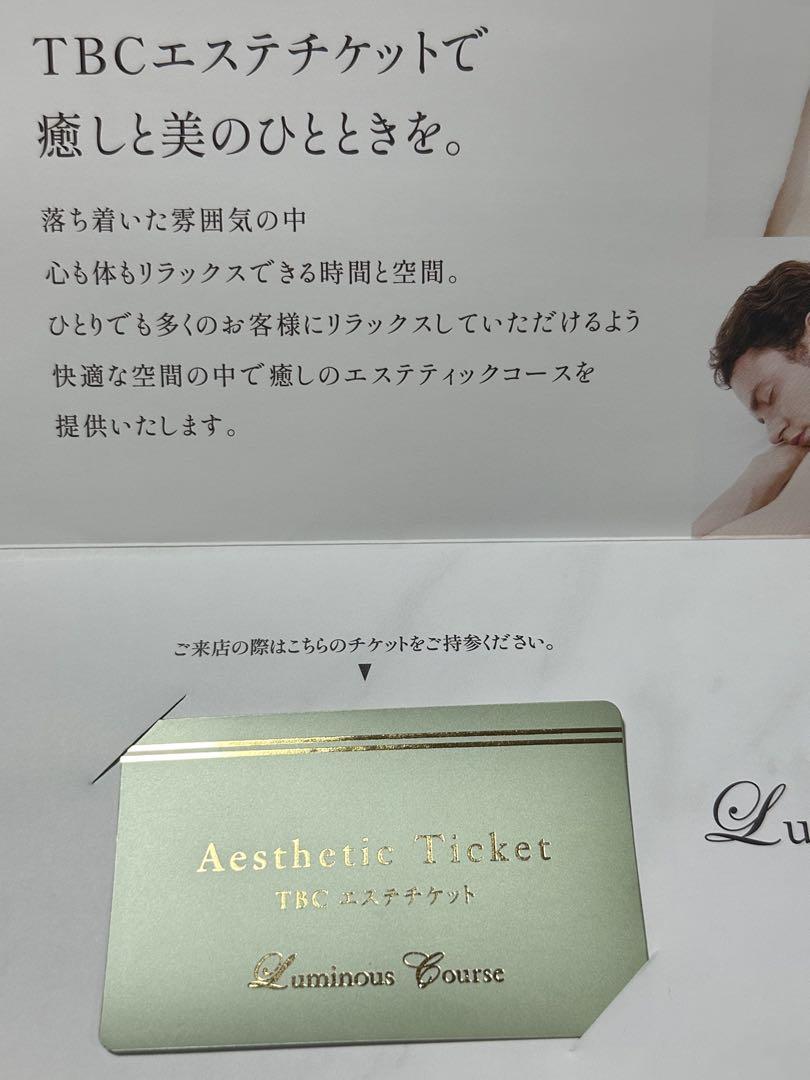 TBCエステチケットで
癒しと美のひとときを。
落ち着いた雰囲気の中
心も体もリラックスできる時間と空間。
ひとりでも多くのお客様にリラックスしていただけるよう
快適な空間の中で癒しのエステティックコースを
提供いたします。
ご来店の際はこちらのチケットをご持参ください。
▼
Aesthetic Ticket
TBC エステチケット
Luminous Course
Lu